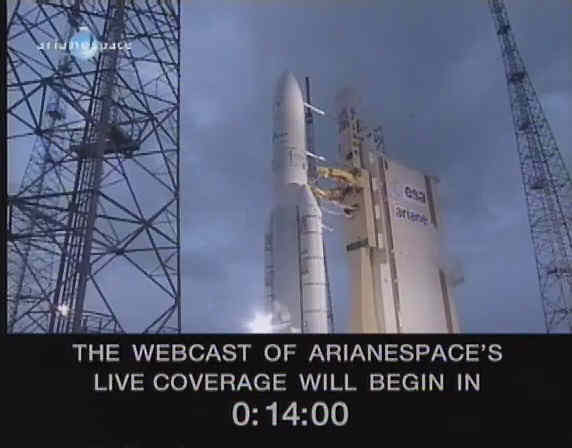 arianespace
esa
ariane
THE WEBCAST OF ARIANESPACE'S
LIVE COVERAGE WILL BEGIN IN
0:14:00